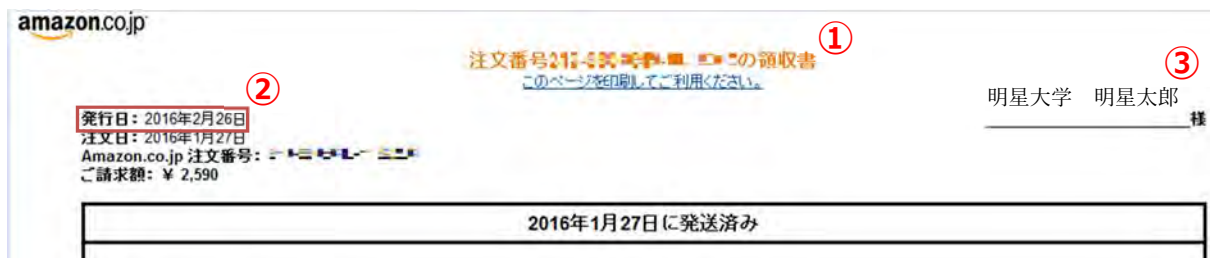 amazon.co.jp
①
注文番号の領収書
このページを印刷してご利用ください。
②
③
明星大学 明星太郎
様
発行日: 2016年2月26日
注文日: 2016年1月27日
Amazon.co.jp 注文番号:
ご請求額: ¥ 2,590
2016年1月27日に発送済み